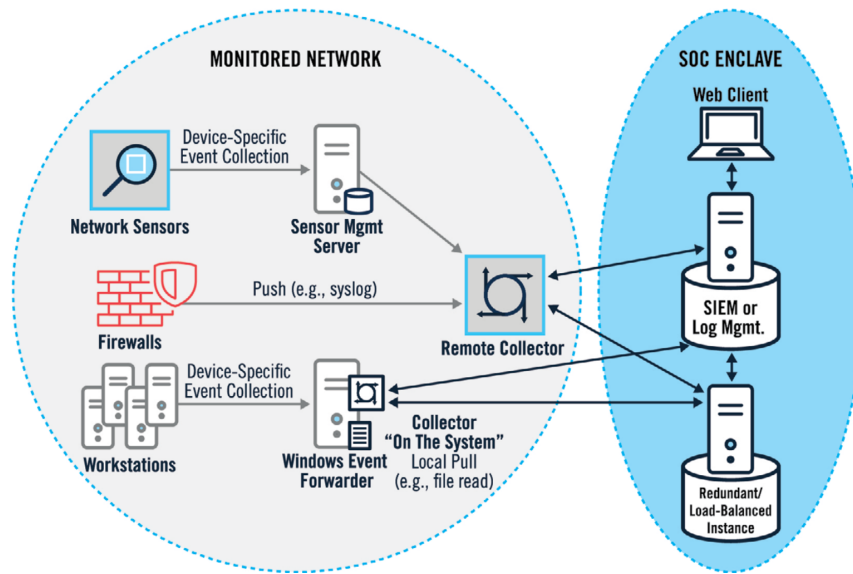 MONITORED NETWORK
SOC ENCLAVE
Web Client
Device-Specific
Event Collection
Network Sensors
Sensor Mgmt
Server
Push (e.g., syslog)
Firewalls
Remote Collector
SIEM or
Log Mgmt.
Device-Specific
Event Collection
Workstations
Windows Event
Forwarder
Collector
“On The System”
Local Pull
(e.g., file read)
Redundant/
Load-Balanced
Instance